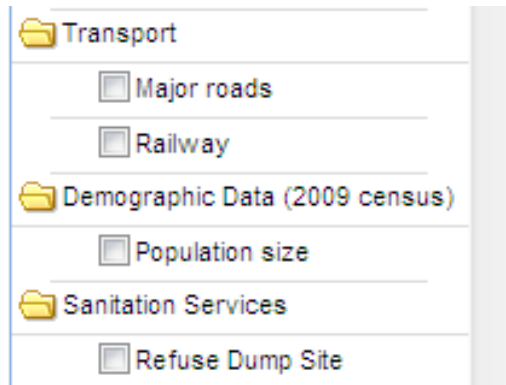 Transport
Major roads
Railway
Demographic Data (2009 census)
Population size
Sanitation Services
Refuse Dump Site